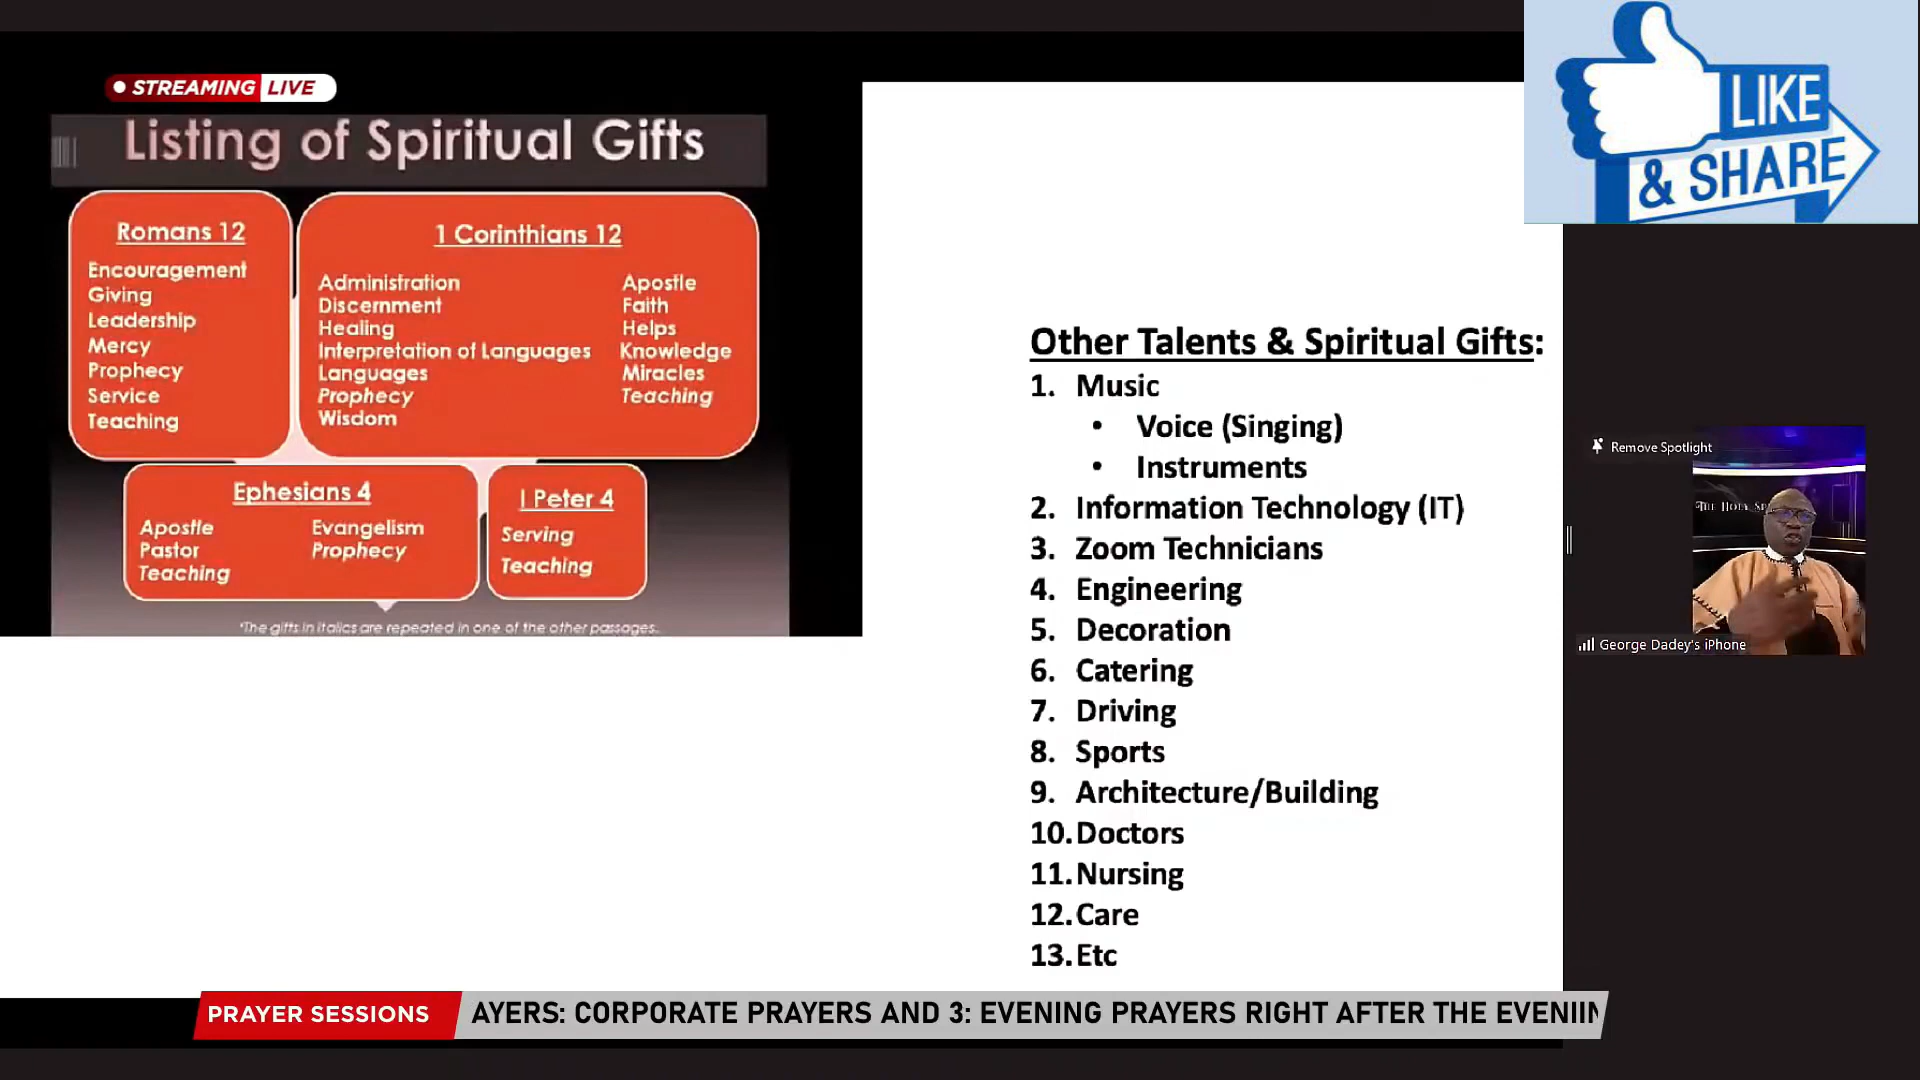 STREAMING LIVE
Listing of Spiritual Gifts
Romans 12
Encouragement
Giving
Leadership
Mercy
Prophecy
Service
Teaching
1 Corinthians 12
Administration
Discernment
Healing
Interpretation of Languages
Languages
Prophecy
Wisdom
Apostle
Faith
Helps
Knowledge
Miracles
Teaching
Ephesians 4
Apostle
Pastor
Teaching
Evangelism
Prophecy
I Peter 4
Serving
Teaching
*The gifts in italics are repeated in one of the other passages.
LIKE
& SHARE
Other Talents & Spiritual Gifts:
1. Music
• Voice (Singing)
• Instruments
2. Information Technology (IT)
3. Zoom Technicians
4. Engineering
5. Decoration
6. Catering
7. Driving
8. Sports
9. Architecture/Building
10. Doctors
11. Nursing
12. Care
13. Etc
Remove Spotlight
THE HOLY SP
George Dadey's iPhone
PRAYER SESSIONS
AYERS: CORPORATE PRAYERS AND 3: EVENING PRAYERS RIGHT AFTER THE EVENIIN